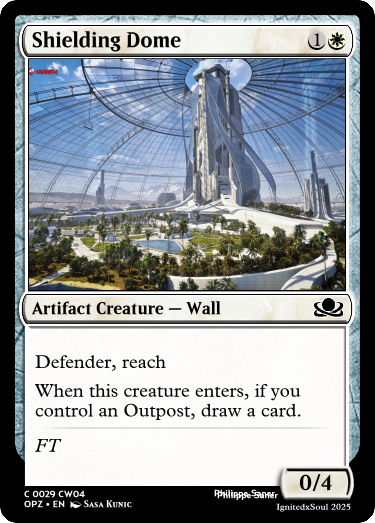 Shielding Dome
1
Artifact Creature — Wall
Defender, reach
When this creature enters, if you
control an Outpost, draw a card.
FT
0/4
C 0029 CW04
OPZ • EN Sasa Kunic
IgnitedxSoul 2025